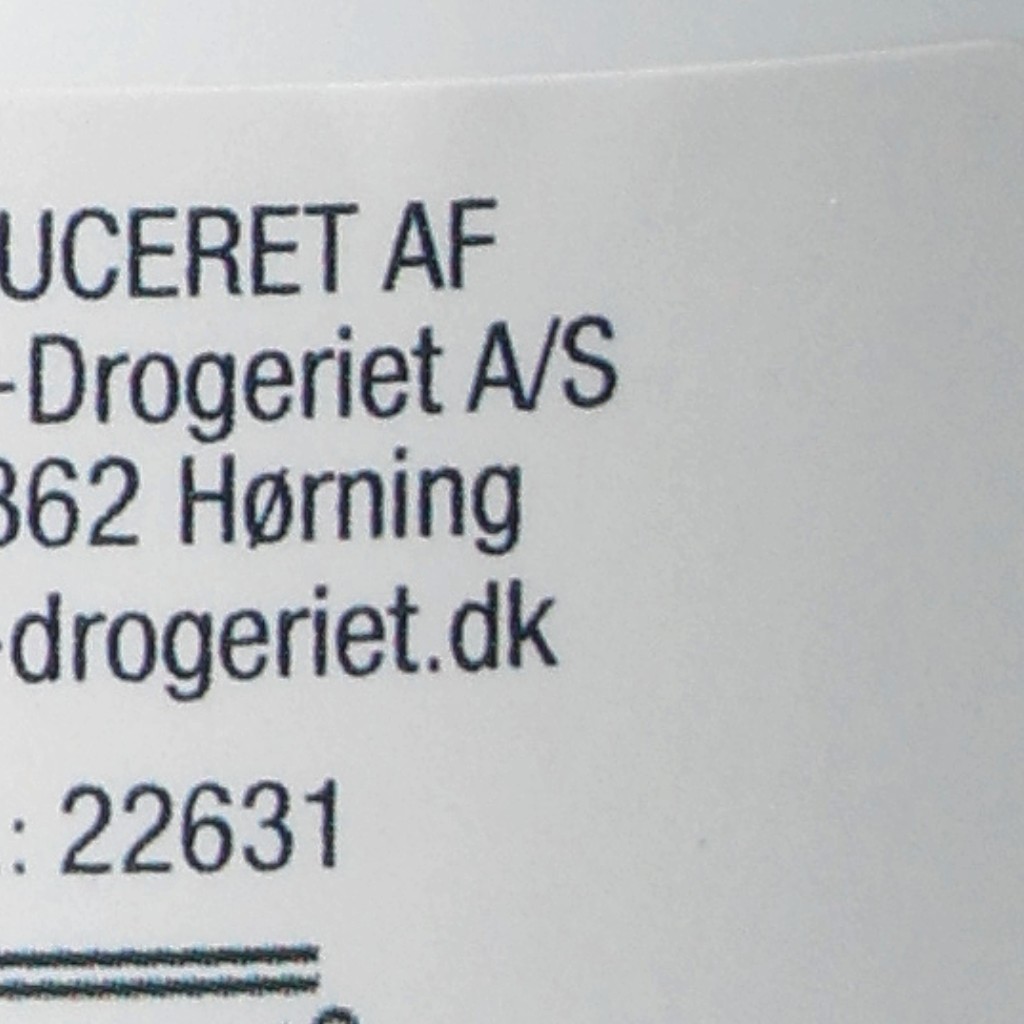 UCERET AF
-Drogeriet A/S
362 Hørning
-drogeriet.dk
.: 22631